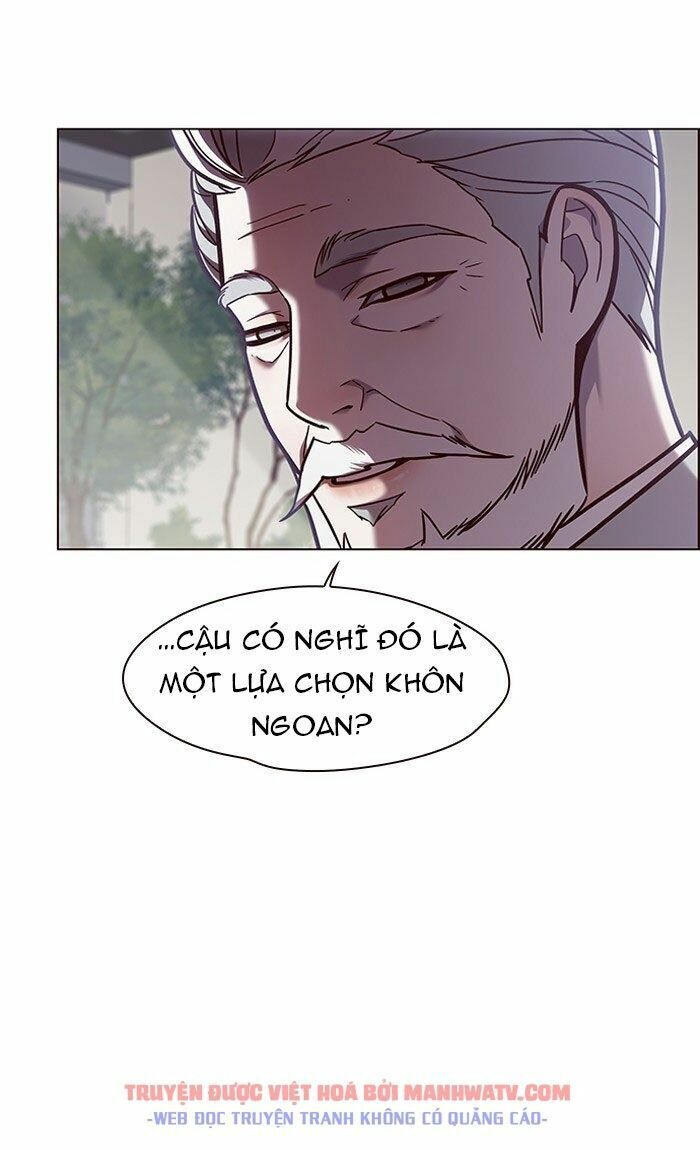 ...CẬU CÓ NGHĨ ĐÓ LÀ
MỘT LỰA CHỌN KHÔN
NGOAN?
TRUYỆN ĐƯỢC VIỆT HOÁ BỞI MANHWATV.COM
-WEB ĐỌC TRUYỆN TRANH KHÔNG CÓ QUẢNG CÁO-